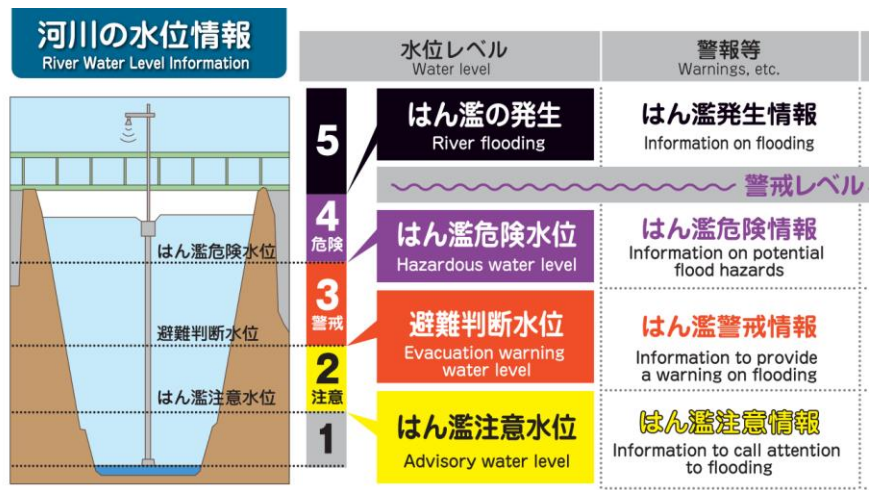 河川の水位情報
River Water Level Information
水位レベル
Water level
警報等
Warnings, etc.
5
はん濫の発生
River flooding
はん濫発生情報
Information on flooding
警戒レベル
4
危険
はん濫危険水位
はん濫危険水位
Hazardous water level
はん濫危険情報
Information on potential
flood hazards
3
警戒
避難判断水位
避難判断水位
Evacuation warning
water level
はん濫警戒情報
Information to provide
a warning on flooding
2
注意
はん濫注意水位
はん濫注意水位
Advisory water level
はん濫注意情報
Information to call attention
to flooding
1